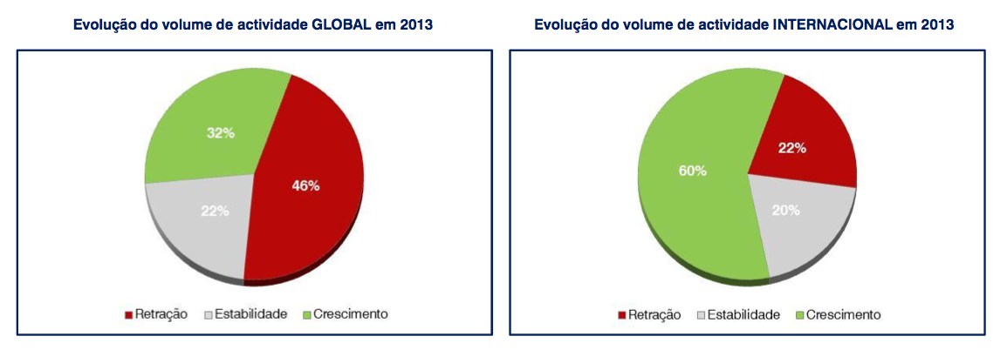 Evolução do volume de actividade GLOBAL em 2013
32%
46%
22%
Retração Estabilidade Crescimento
Evolução do volume de actividade INTERNACIONAL em 2013
22%
60%
20%
Retração Estabilidade Crescimento